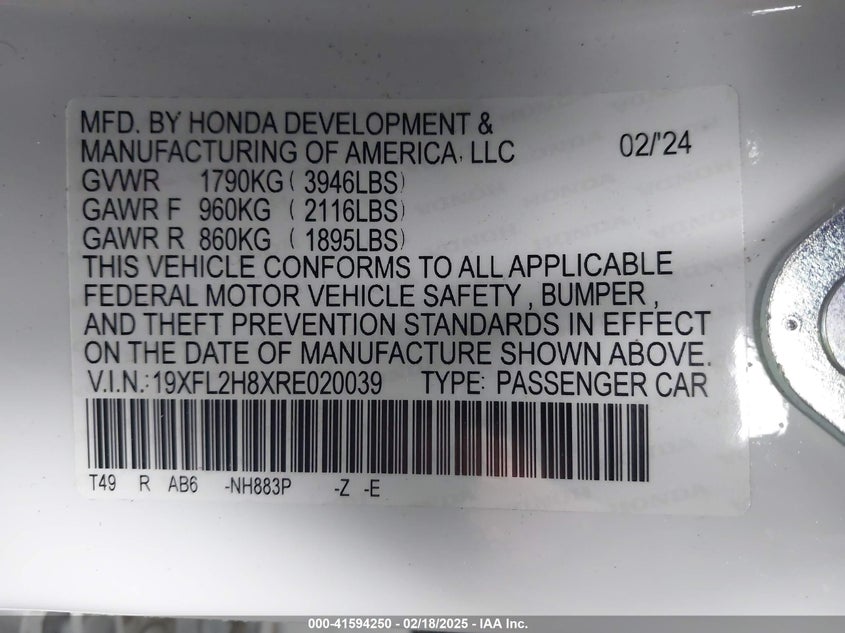 MFD. BY HONDA DEVELOPMENT &
MANUFACTURING OF AMERICA, LLC 02/'24
GVWR 1790KG ( 3946LBS)
GAWR F 960KG ( 2116LBS)
GAWR R 860KG ( 1895LBS)
THIS VEHICLE CONFORMS TO ALL APPLICABLE
FEDERAL MOTOR VEHICLE SAFETY , BUMPER ,
AND THEFT PREVENTION STANDARDS IN EFFECT
ON THE DATE OF MANUFACTURE SHOWN ABOVE.
V.I.N.:19XFL2H8XRE020039 TYPE: PASSENGER CAR
T49 R AB6 -NH883P -Z -E
000-41594250 - 02/18/2025 - IAA Inc.